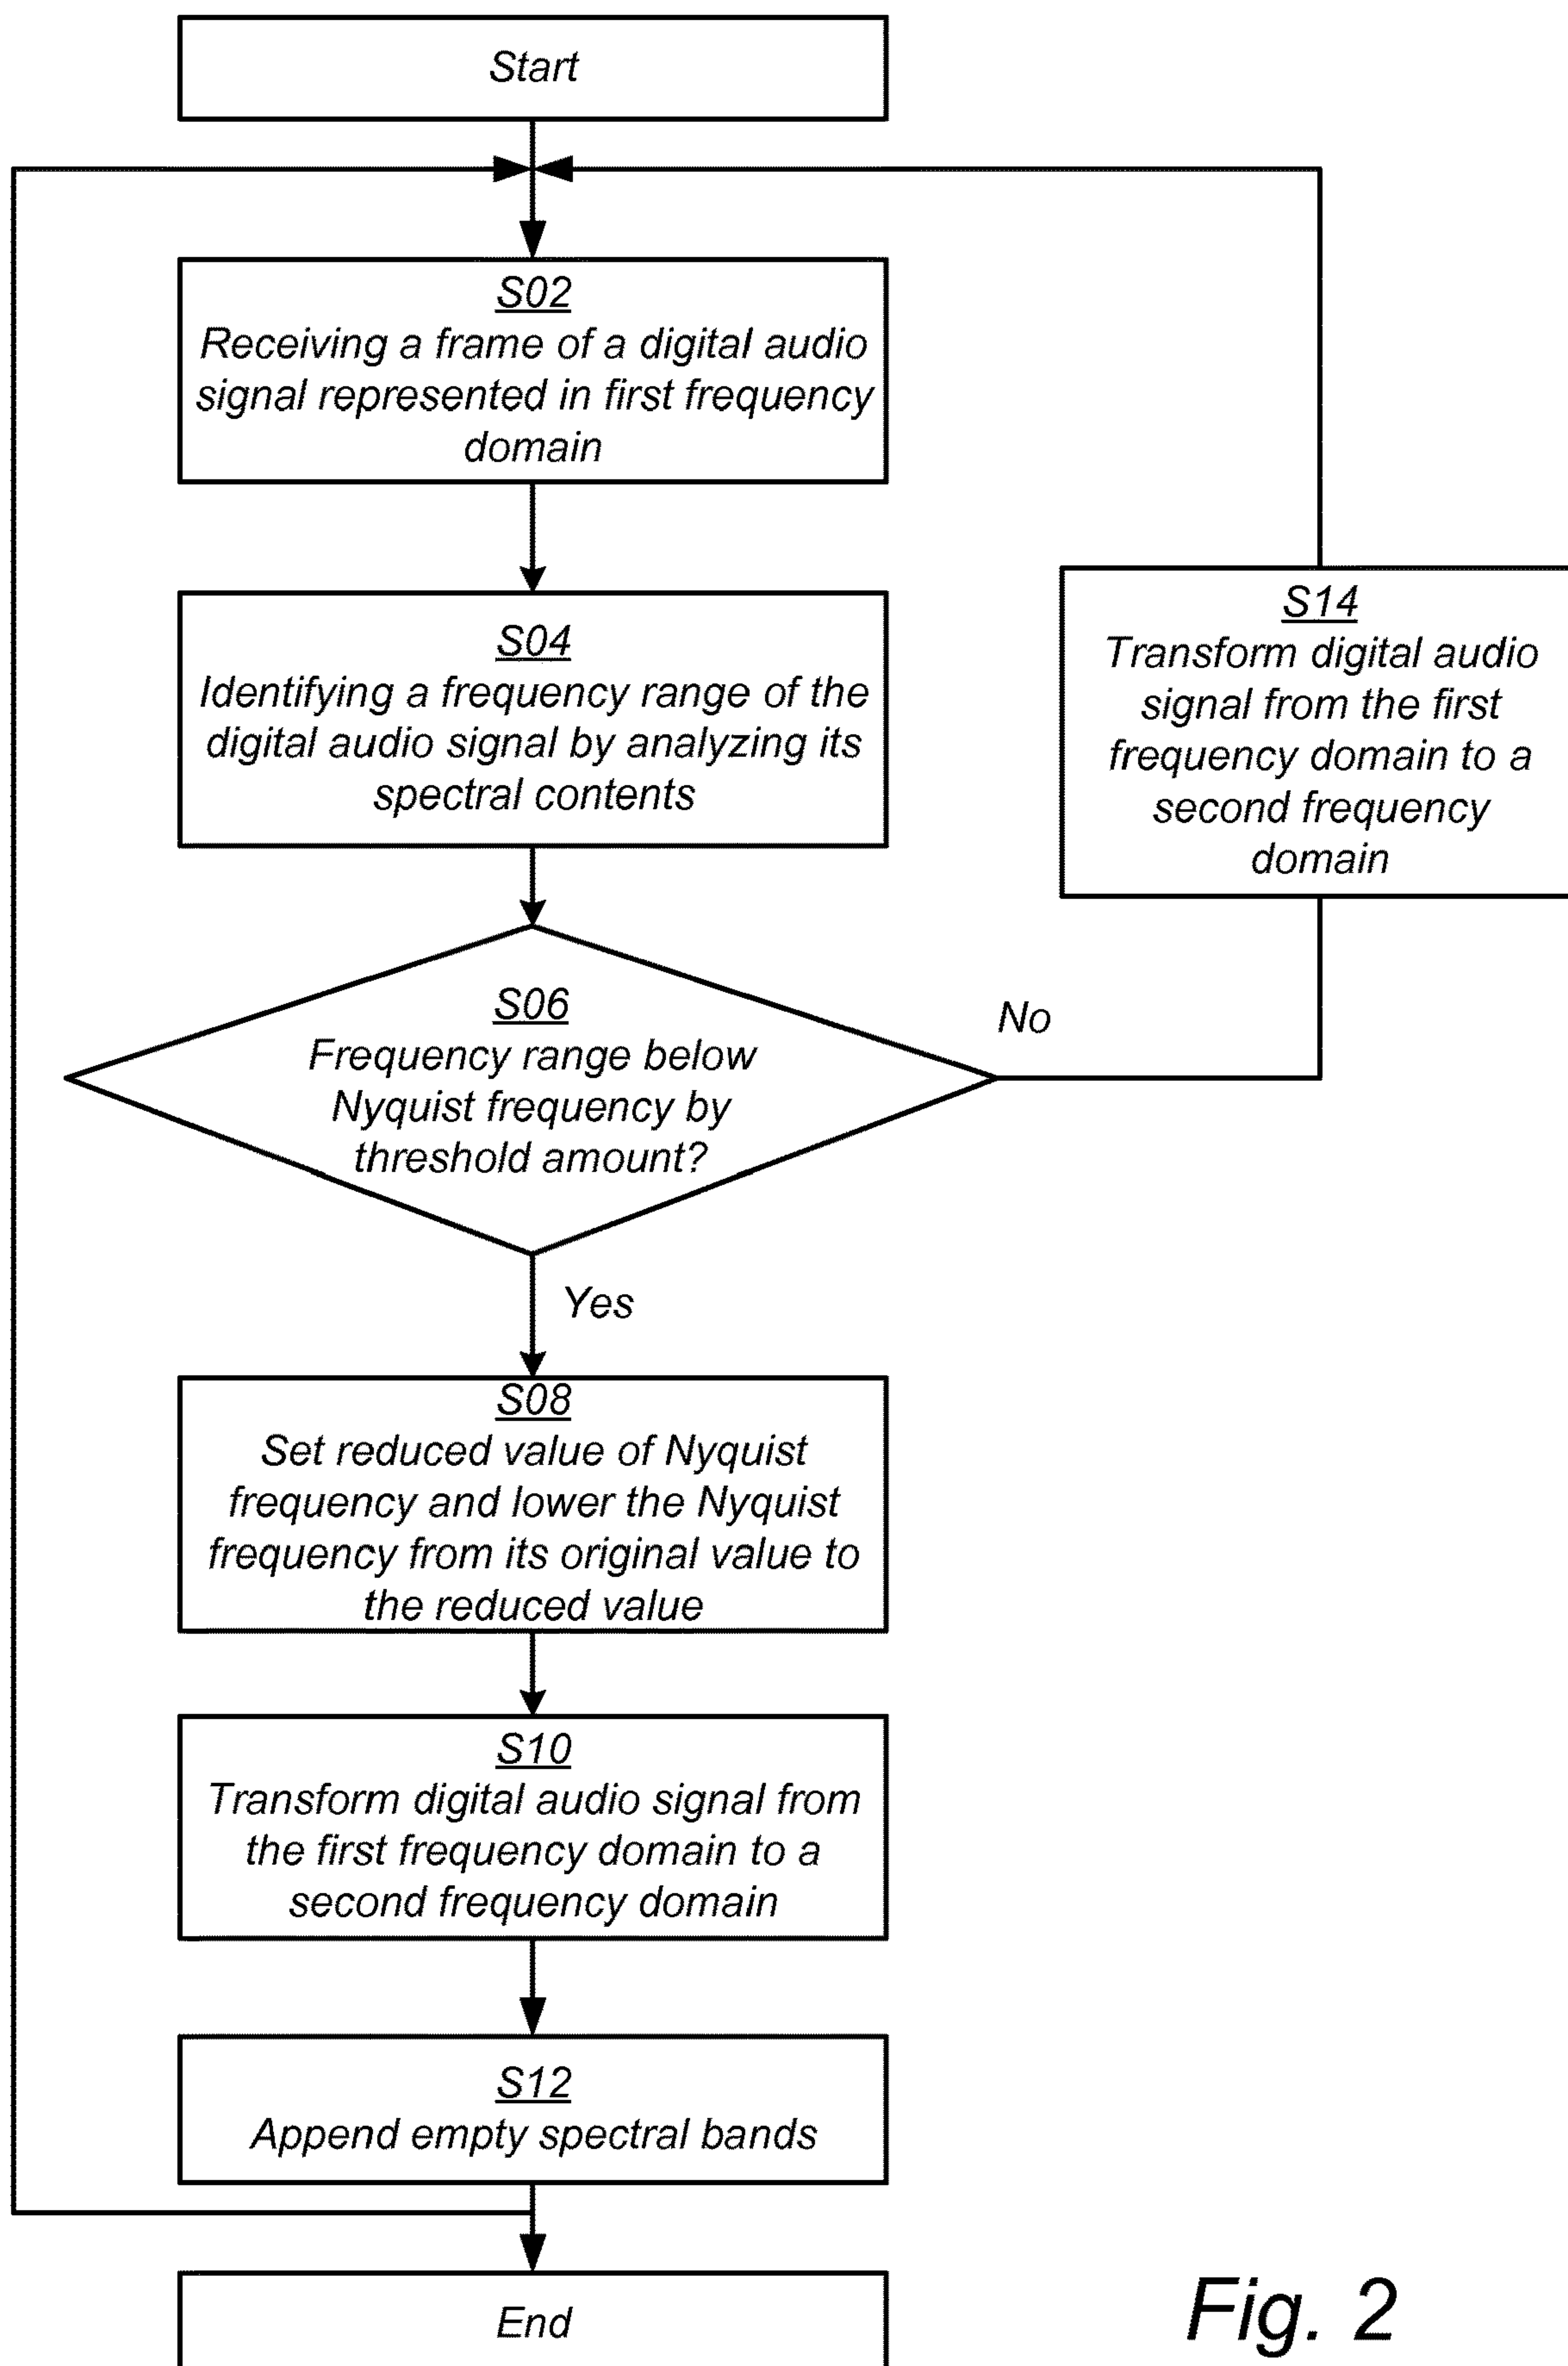 Start
S02
Receiving a frame of a digital audio
signal represented in first frequency
domain
S04
Identifying a frequency range of the
digital audio signal by analyzing its
spectral contents
S14
Transform digital audio
signal from the first
frequency domain to a
second frequency
domain
S06
Frequency range below
Nyquist frequency by
threshold amount?
No
Yes
S08
Set reduced value of Nyquist
frequency and lower the Nyquist
frequency from its original value to
the reduced value
S10
Transform digital audio signal from
the first frequency domain to a
second frequency domain
S12
Append empty spectral bands
End
Fig. 2